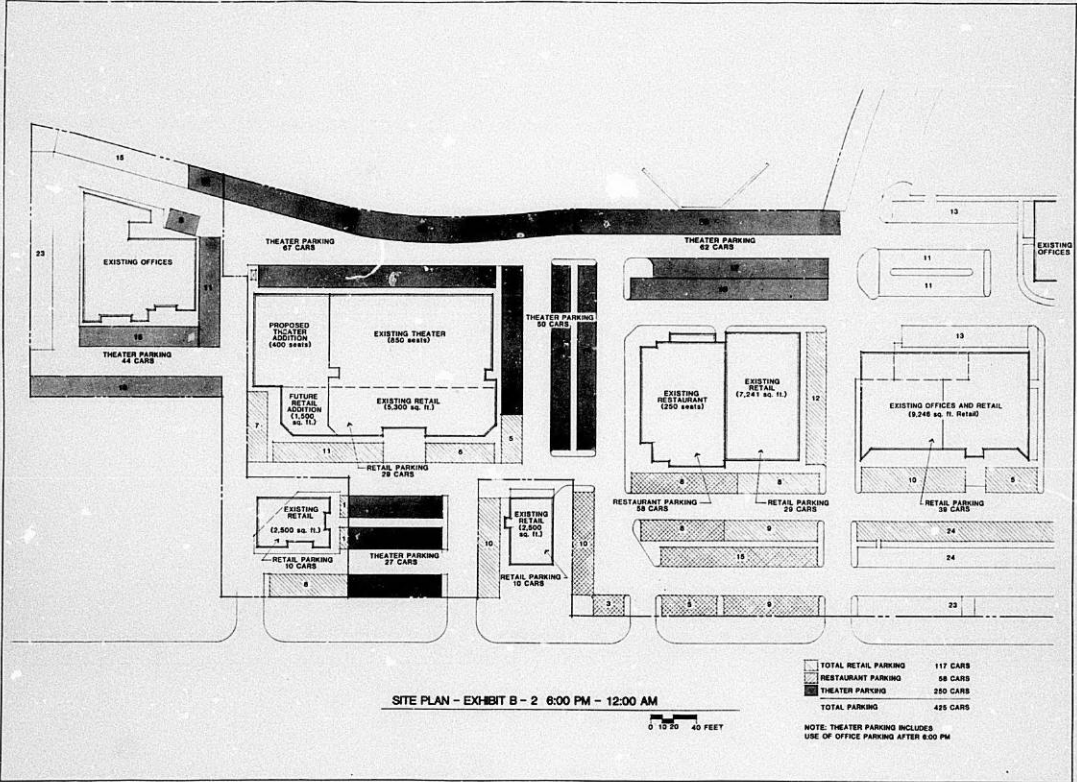 15
23
9
EXISTING OFFICES
11
16
THEATER PARKING
44 CARS
18
THEATER PARKING
67 CARS
THEATER PARKING
62 CARS
PROPOSED
THEATER
ADDITION
(400 seats)
EXISTING THEATER
(850 seats)
THEATER PARKING
50 CARS
FUTURE
RETAIL
ADDITION
(1,500
sq. ft.)
EXISTING RETAIL
(5,300 sq. ft.)
7
11
6
5
RETAIL PARKING
29 CARS
EXISTING
RESTAURANT
(250 seats)
EXISTING
RETAIL
(7,241 sq. ft.)
12
8
8
RESTAURANT PARKING
58 CARS
RETAIL PARKING
29 CARS
13
11
11
EXISTING
OFFICES
13
EXISTING OFFICES AND RETAIL
(9,246 sq. ft. Retail)
10
5
RETAIL PARKING
39 CARS
EXISTING
RETAIL
(2,500 sq. ft.)
1
1
RETAIL PARKING
10 CARS
8
THEATER PARKING
27 CARS
10
EXISTING
RETAIL
(2,500
sq. ft.)
10
RETAIL PARKING
10 CARS
3
8
9
15
5
9
24
24
23
SITE PLAN - EXHIBIT B - 2 6:00 PM - 12:00 AM
0 10 20 40 FEET
TOTAL RETAIL PARKING 117 CARS
RESTAURANT PARKING 58 CARS
THEATER PARKING 250 CARS
TOTAL PARKING 425 CARS
NOTE: THEATER PARKING INCLUDES
USE OF OFFICE PARKING AFTER 6:00 PM